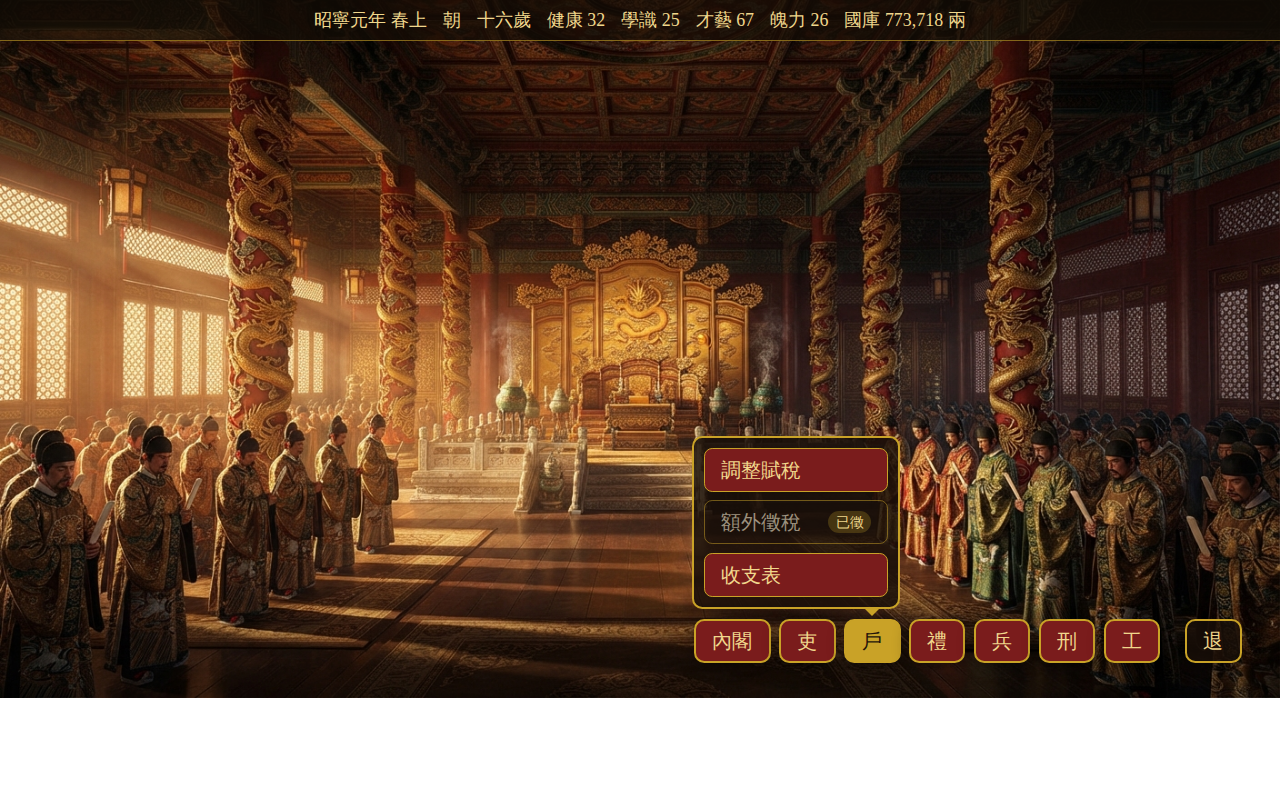 昭寧元年 春上 朝 十六歲 健康 32 學識 25 才藝 67 魄力 26 國庫 773,718 兩
調整賦稅
額外徵稅 已徵
收支表
內閣 吏 戶 禮 兵 刑 工 退